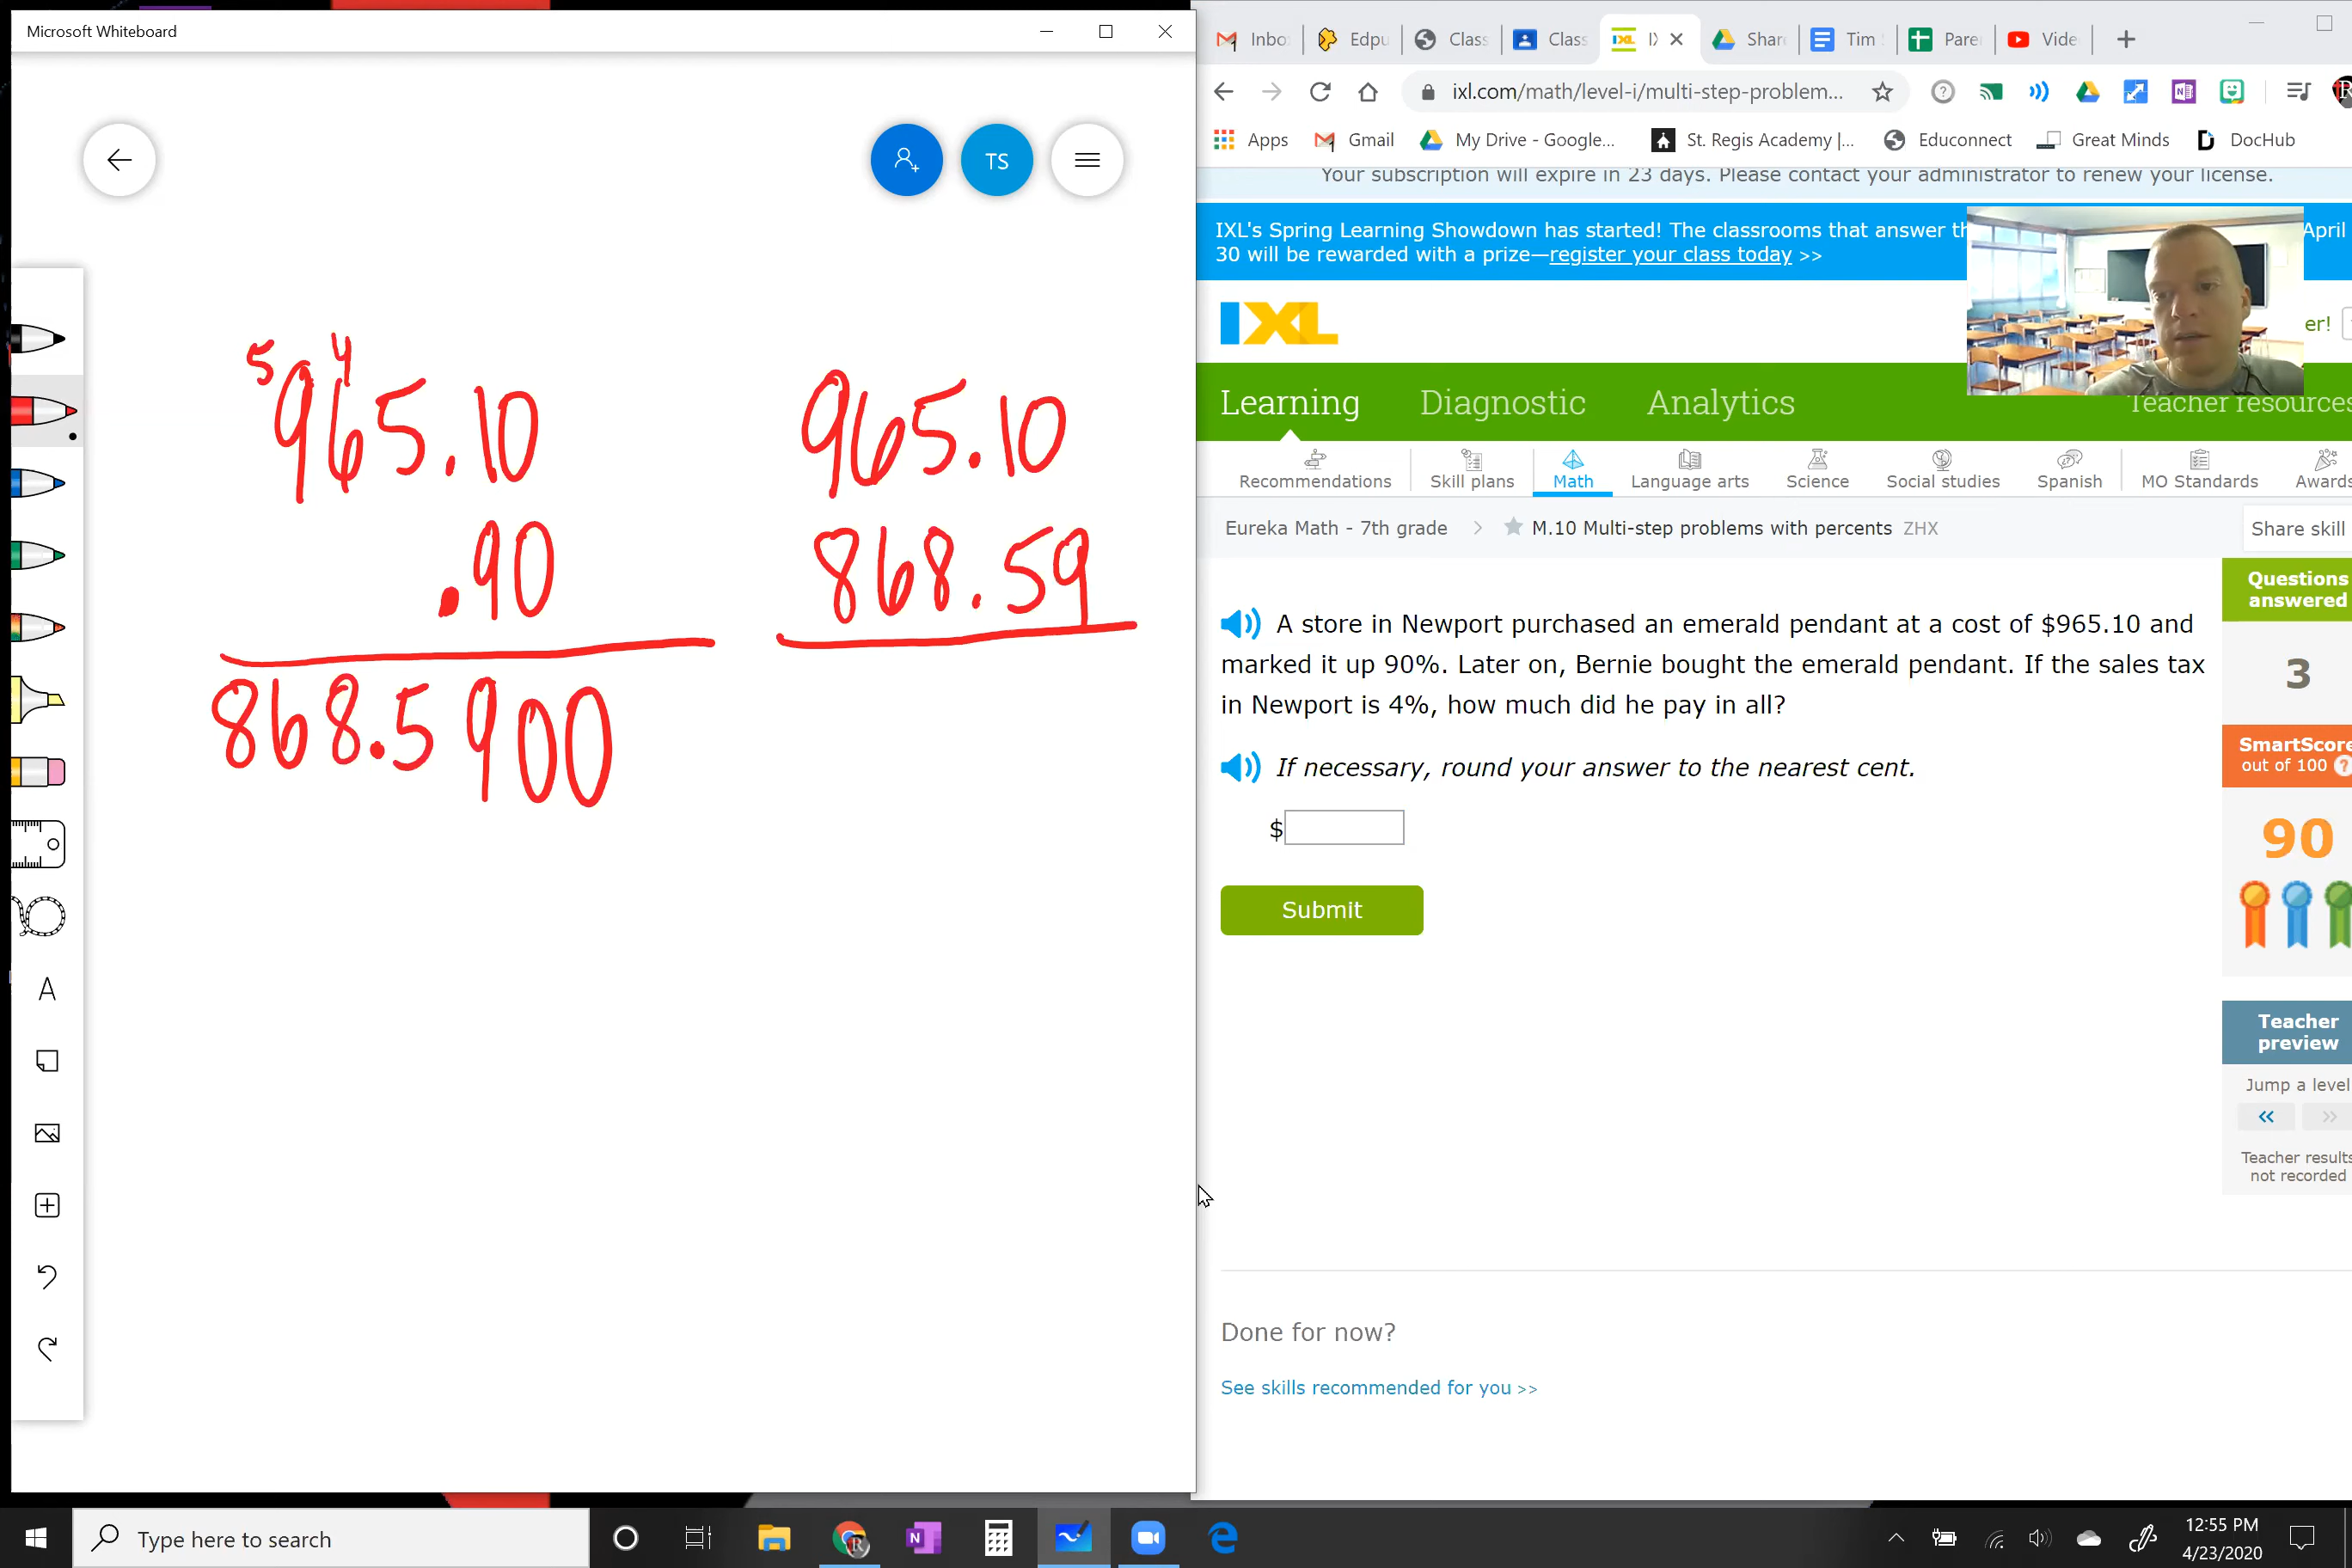 Microsoft Whiteboard
TS
5 4
965.10
.90
868.5900
965.10
868.59
A
Inbo
Edpu
Class
Class
Share
Tim
Pare
Vide
ixl.com/math/level-i/multi-step-problem...
Apps
Gmail
My Drive - Google...
St. Regis Academy |...
Educonnect
Great Minds
DocHub
Your subscription will expire in 23 days. Please contact your administrator to renew your license.
IXL's Spring Learning Showdown has started! The classrooms that answer th
April
30 will be rewarded with a prize—register your class today >>
IXL
er!
Learning
Diagnostic
Analytics
Teacher resources
Recommendations
Skill plans
Math
Language arts
Science
Social studies
Spanish
MO Standards
Awards
Eureka Math - 7th grade > M.10 Multi-step problems with percents ZHX
Share skill
A store in Newport purchased an emerald pendant at a cost of $965.10 and
marked it up 90%. Later on, Bernie bought the emerald pendant. If the sales tax
in Newport is 4%, how much did he pay in all?
If necessary, round your answer to the nearest cent.
$
Submit
Questions
answered
3
SmartScore
out of 100 ?
90
Teacher
preview
Jump a level
Teacher results
not recorded
Done for now?
See skills recommended for you >>
Type here to search
12:55 PM
4/23/2020